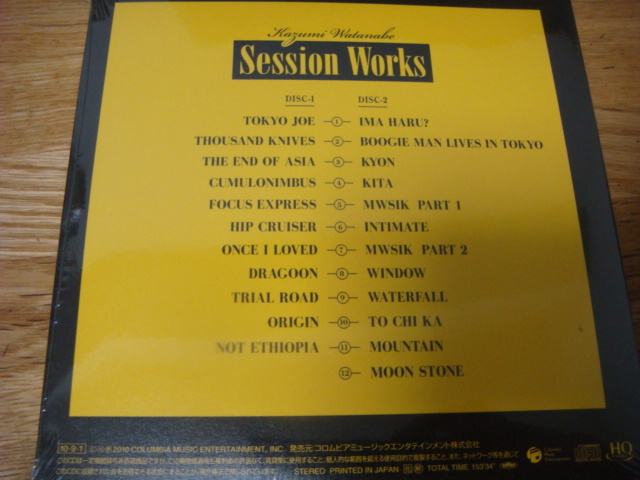 Kazumi Watanabe
Session Works
DISC-1 DISC-2
TOKYO JOE 1 IMA HARU?
THOUSAND KNIVES 2 BOOGIE MAN LIVES IN TOKYO
THE END OF ASIA 3 KYON
CUMULONIMBUS 4 KITA
FOCUS EXPRESS 5 MWSIK PART 1
HIP CRUISER 6 INTIMATE
ONCE I LOVED 7 MWSIK PART 2
DRAGOON 8 WINDOW
TRIAL ROAD 9 WATERFALL
ORIGIN 10 TO CHI KA
NOT ETHIOPIA 11 MOUNTAIN
12 MOON STONE
10・9・1 2010 COLUMBIA MUSIC ENTERTAINMENT, INC. 発売元:コロムビアミュージックエンタテインメント株式会社
STEREO PRINTED IN JAPAN TOTAL TIME 153'34"
HQ